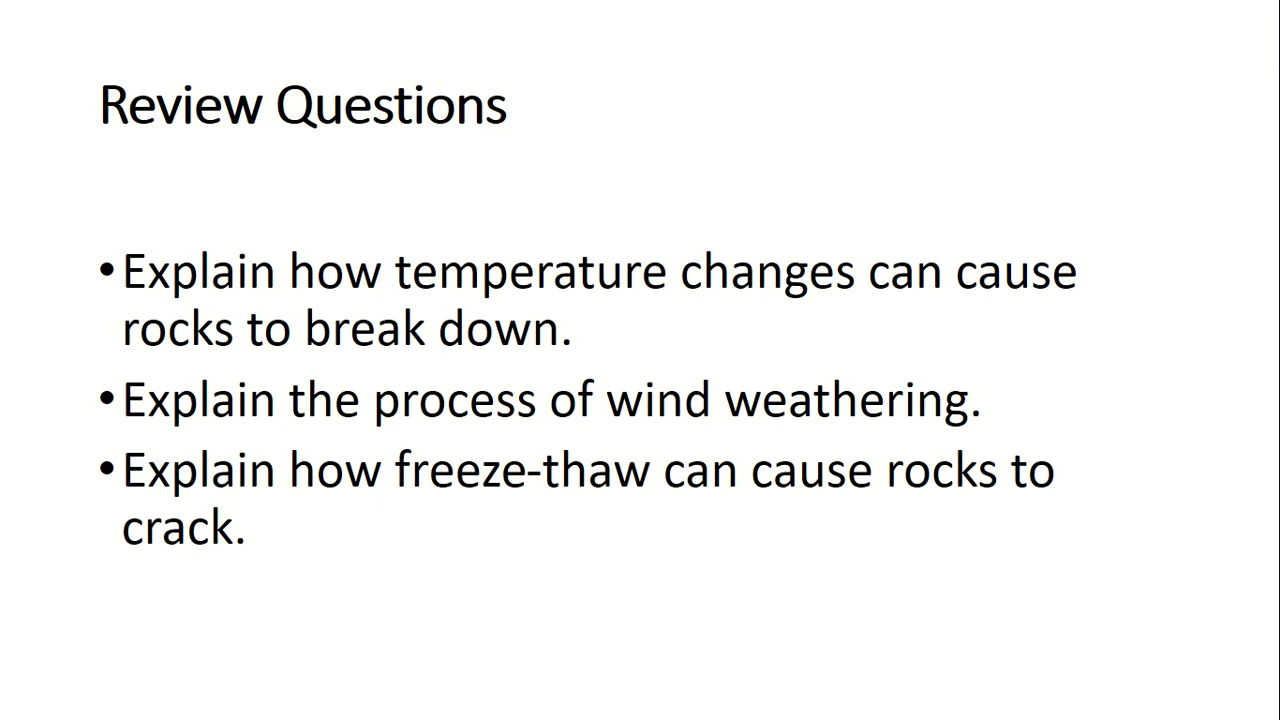 Review Questions
•Explain how temperature changes can cause
rocks to break down.
•Explain the process of wind weathering.
•Explain how freeze-thaw can cause rocks to
crack.